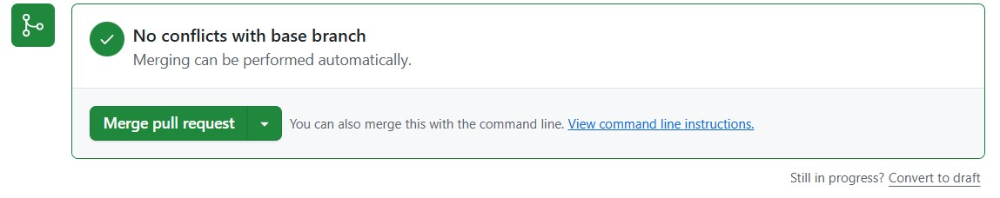 No conflicts with base branch
Merging can be performed automatically.
Merge pull request You can also merge this with the command line. View command line instructions.
Still in progress? Convert to draft